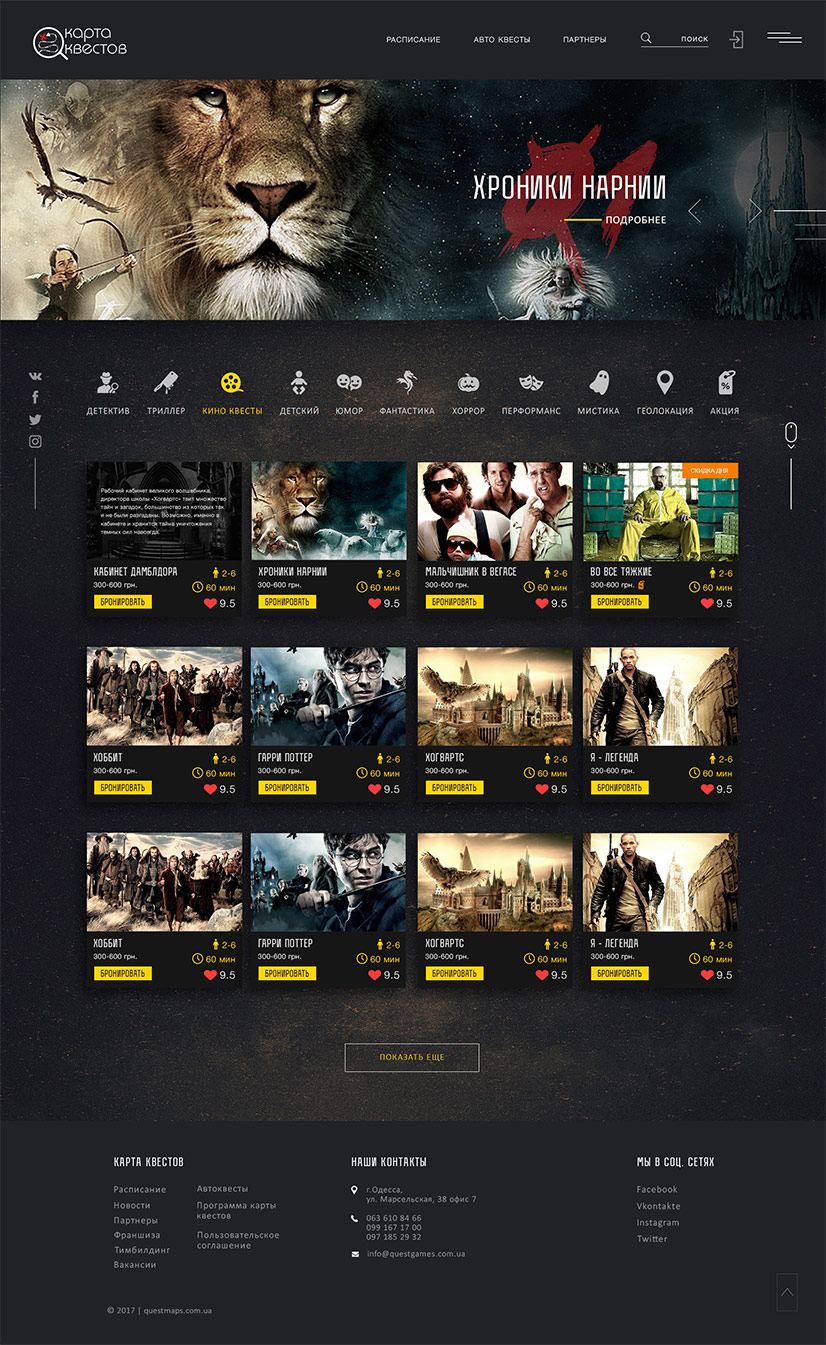 карта
квестов
РАСПИСАНИЕ
АВТО КВЕСТЫ
ПАРТНЕРЫ
ПОИСК
ХРОНИКИ НАРНИИ
ПОДРОБНЕЕ
ДЕТЕКТИВ
ТРИЛЛЕР
КИНО КВЕСТЫ
ДЕТСКИЙ
ЮМОР
ФАНТАСТИКА
ХОРРОР
ПЕРФОРМАНС
МИСТИКА
ГЕОЛОКАЦИЯ
АКЦИЯ
Рабочий кабинет великого волшебника,
директора школы «Хогвартс» таит множество
тайн и загадок, большинство из которых так
и не были разгаданы. Возможно, именно в
кабинете и хранится тайна уничтожения
темных сил навсегда.
КАБИНЕТ ДАМБЛДОРА
2-6
300-600 грн.
60 мин
БРОНИРОВАТЬ
9.5
ХРОНИКИ НАРНИИ
2-6
300-600 грн.
60 мин
БРОНИРОВАТЬ
9.5
МАЛЬЧИШНИК В ВЕГАСЕ
2-6
300-600 грн.
60 мин
БРОНИРОВАТЬ
9.5
СКИДКА ДНЯ
ВО ВСЕ ТЯЖКИЕ
2-6
300-600 грн.
60 мин
БРОНИРОВАТЬ
9.5
ХОББИТ
2-6
300-600 грн.
60 мин
БРОНИРОВАТЬ
9.5
ГАРРИ ПОТТЕР
2-6
300-600 грн.
60 мин
БРОНИРОВАТЬ
9.5
ХОГВАРТС
2-6
300-600 грн.
60 мин
БРОНИРОВАТЬ
9.5
Я - ЛЕГЕНДА
2-6
300-600 грн.
60 мин
БРОНИРОВАТЬ
9.5
ХОББИТ
2-6
300-600 грн.
60 мин
БРОНИРОВАТЬ
9.5
ГАРРИ ПОТТЕР
2-6
300-600 грн.
60 мин
БРОНИРОВАТЬ
9.5
ХОГВАРТС
2-6
300-600 грн.
60 мин
БРОНИРОВАТЬ
9.5
Я - ЛЕГЕНДА
2-6
300-600 грн.
60 мин
БРОНИРОВАТЬ
9.5
ПОКАЗАТЬ ЕЩЕ
КАРТА КВЕСТОВ
Расписание
Новости
Партнеры
Франшиза
Тимбилдинг
Вакансии
Автоквесты
Программа карты
квестов
Пользовательское
соглашение
НАШИ КОНТАКТЫ
г.Одесса,
ул. Марсельская, 38 офис 7
063 610 84 66
099 167 17 00
097 185 29 32
info@questgames.com.ua
МЫ В СОЦ. СЕТЯХ
Facebook
Vkontakte
Instagram
Twitter
© 2017 | questmaps.com.ua